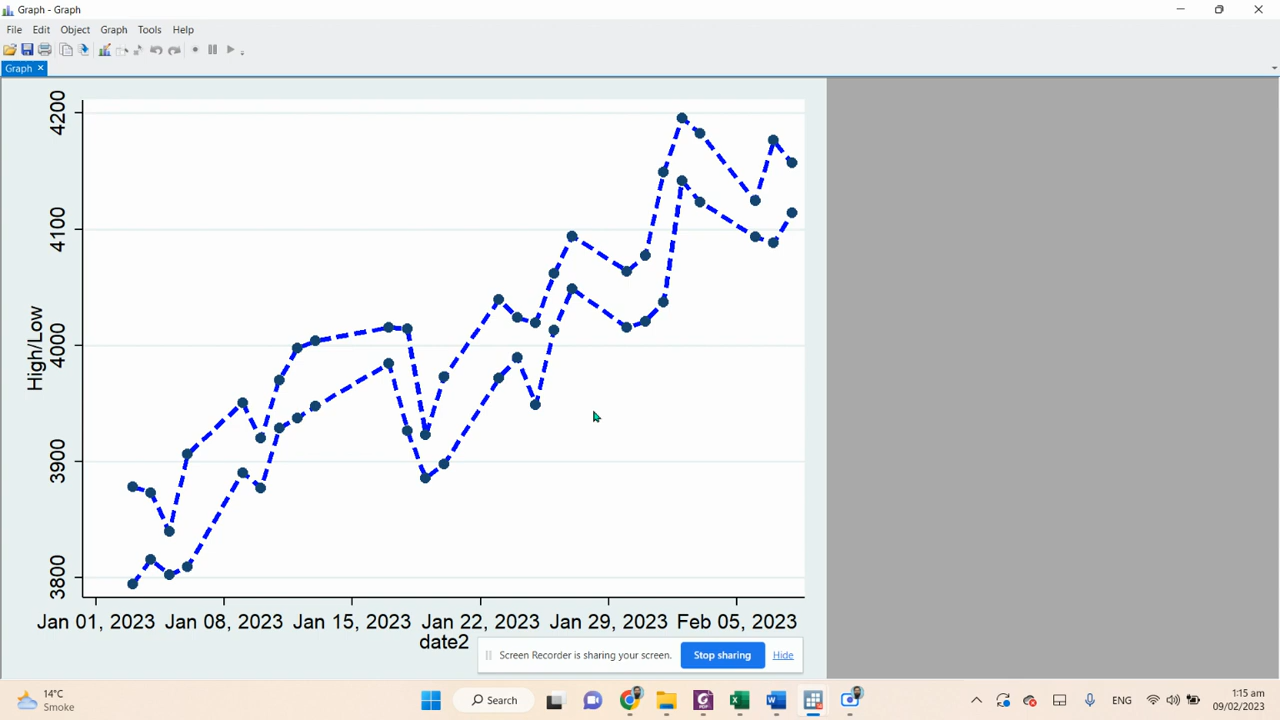 Graph - Graph
File Edit Object Graph Tools Help
Graph
4200
4100
4000
3900
3800
High/Low
Jan 01, 2023 Jan 08, 2023 Jan 15, 2023 Jan 22, 2023 Jan 29, 2023 Feb 05, 2023
date2
Screen Recorder is sharing your screen. Stop sharing Hide
14°C
Smoke
Search
ENG
1:15 pm
09/02/2023